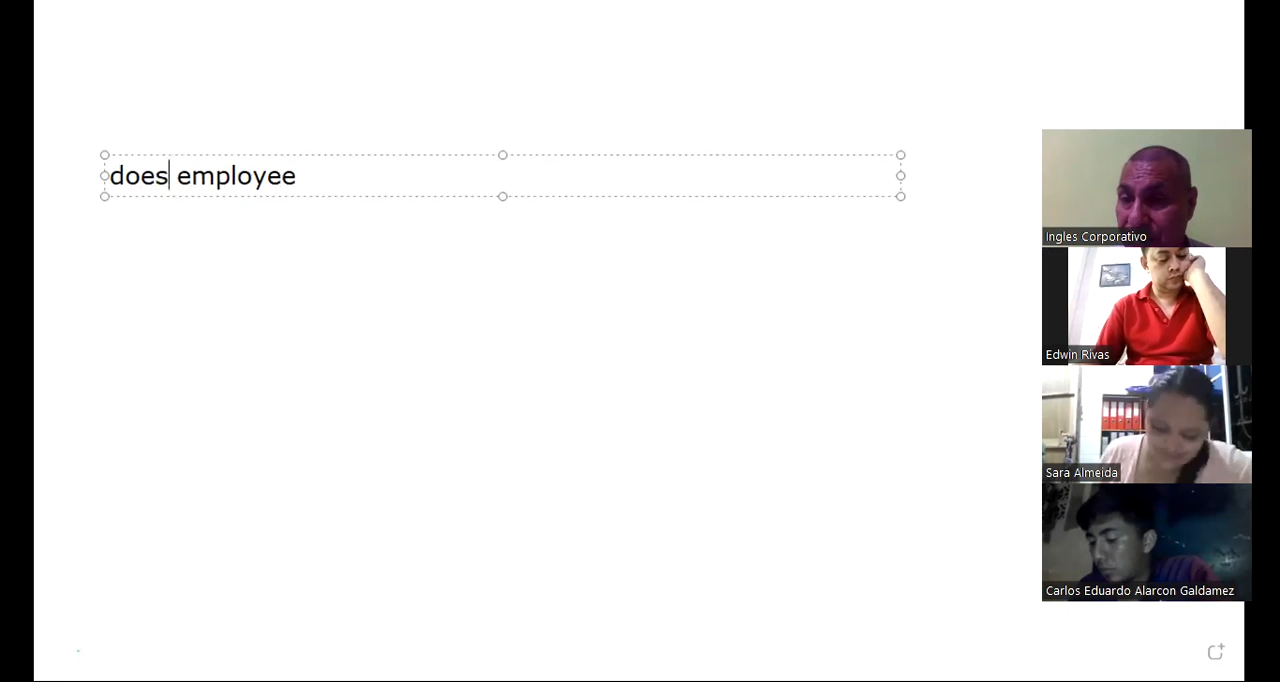 does employee
Ingles Corporativo
Edwin Rivas
Sara Almeida
Carlos Eduardo Alarcon Galdamez